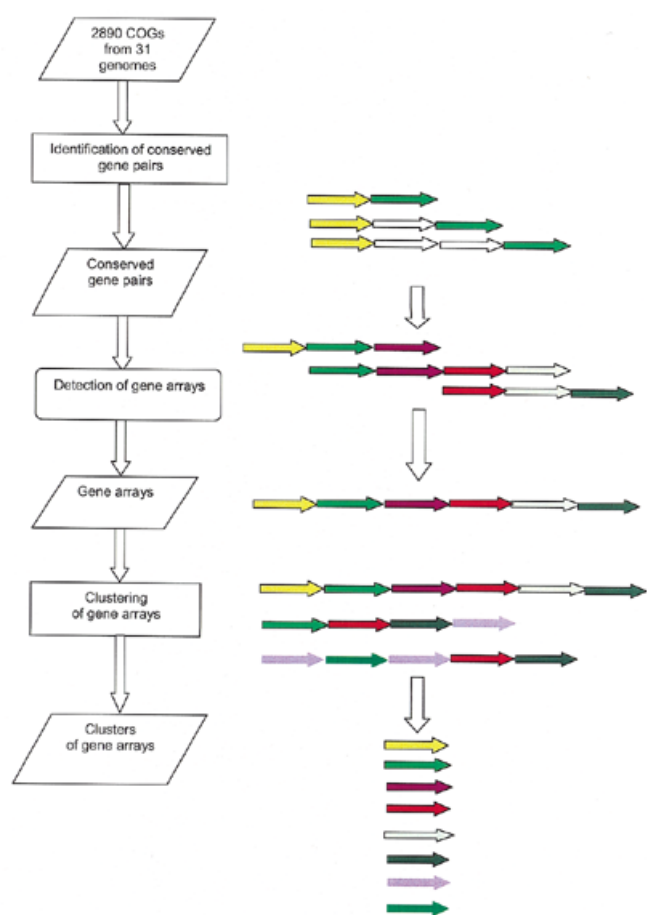 2890 COGs
from 31
genomes
Identification of conserved
gene pairs
Conserved
gene pairs
Detection of gene arrays
Gene arrays
Clustering
of gene arrays
Clusters
of gene arrays